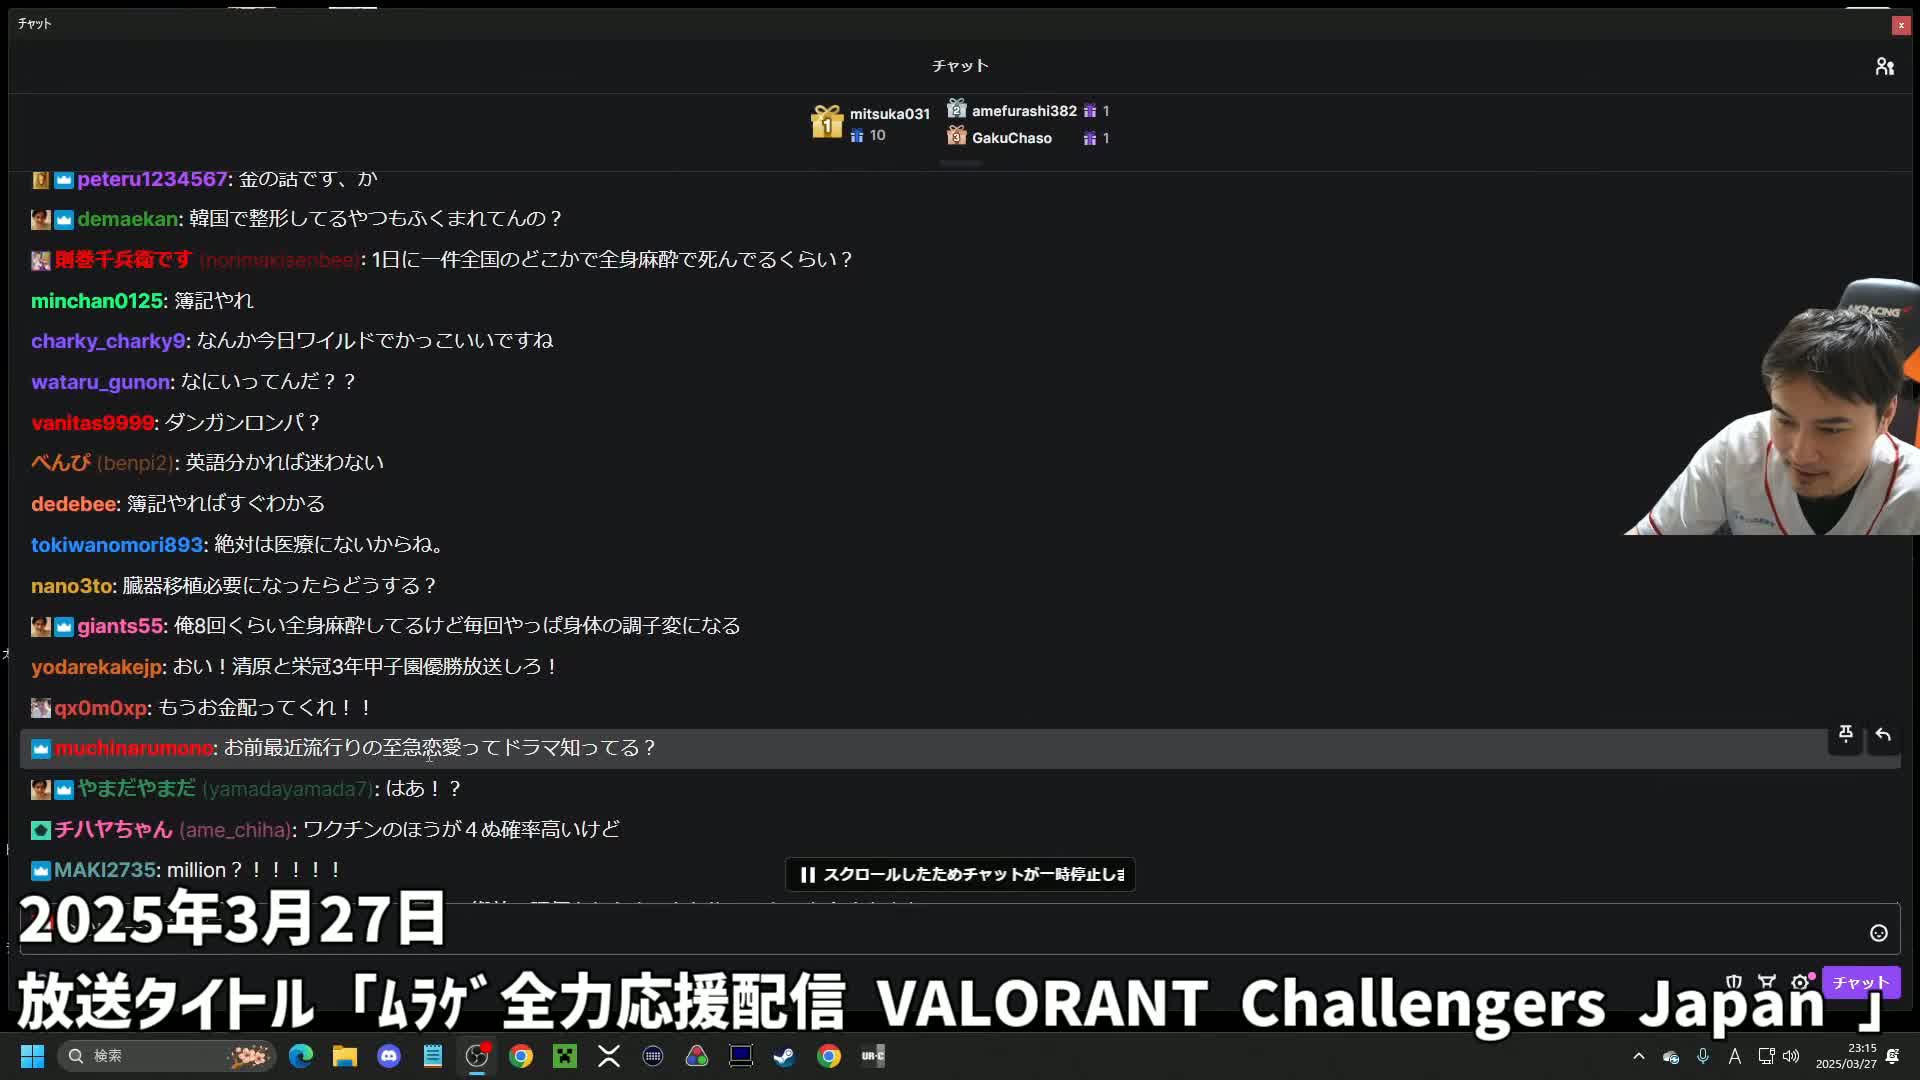 チャット
チャット
mitsuka031
10
amefurashi382 1
GakuChaso 1
peteru1234567: 金の話です、か
demaekan: 韓国で整形してるやつもふくまれてんの？
則巻千兵衛です (norimakisenbee): 1日に一件全国のどこかで全身麻酔で死んでるくらい？
minchan0125: 簿記やれ
charky_charky9: なんか今日ワイルドでかっこいいですね
wataru_gunon: なにいってんだ？？
vanitas9999: ダンガンロンパ？
べんぴ (benpi2): 英語分かれば迷わない
dedebee: 簿記やればすぐわかる
tokiwanomori893: 絶対は医療にないからね。
nano3to: 臓器移植必要になったらどうする？
giants55: 俺8回くらい全身麻酔してるけど毎回やっぱ身体の調子変になる
yodarekakejp: おい！清原と栄冠3年甲子園優勝放送しろ！
qx0m0xp: もうお金配ってくれ！！
muchinarumono: お前最近流行りの至急恋愛ってドラマ知ってる？
やまだやまだ (yamadayamada7): はあ！？
チハヤちゃん (ame_chiha): ワクチンのほうが４ぬ確率高いけど
MAKI2735: million？！！！！！
スクロールしたためチャットが一時停止しま
2025年3月27日
放送タイトル「ﾑﾗｹﾞ全力応援配信 VALORANT Challengers Japan」
チャット
検索
UR-C
A
23:15
2025/03/27
AKRACING